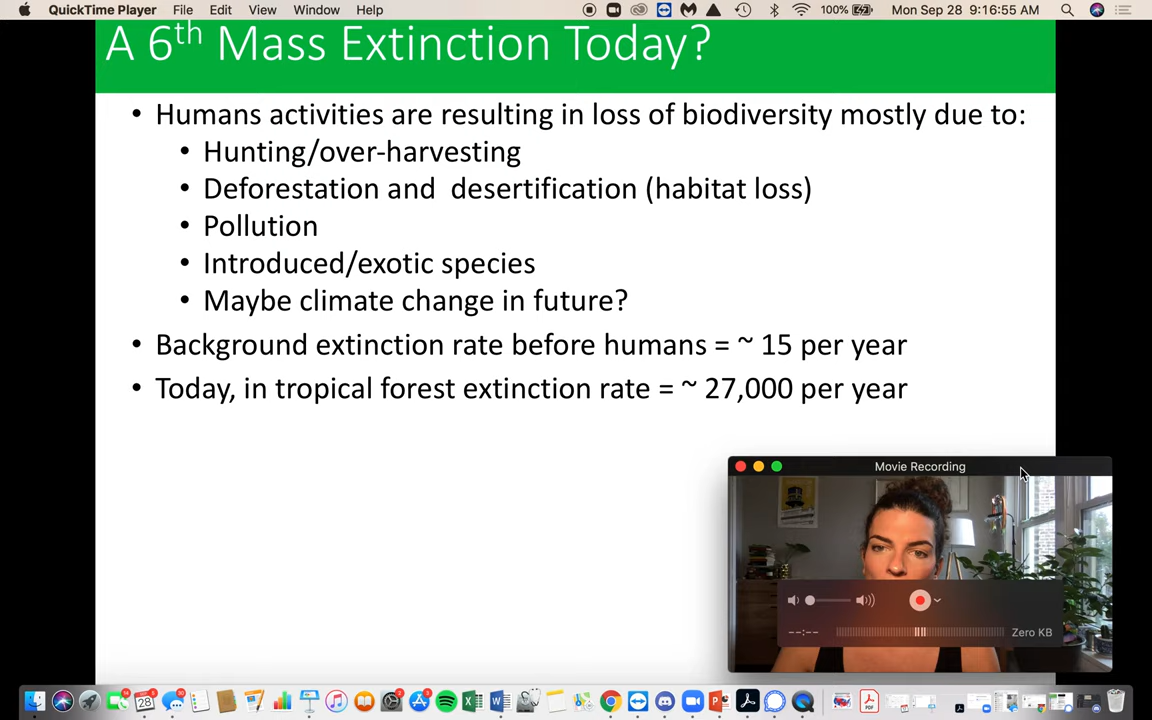 QuickTime Player File Edit View Window Help 100% Mon Sep 28 9:16:55 AM
A 6th Mass Extinction Today?
• Humans activities are resulting in loss of biodiversity mostly due to:
• Hunting/over-harvesting
• Deforestation and desertification (habitat loss)
• Pollution
• Introduced/exotic species
• Maybe climate change in future?
• Background extinction rate before humans = ~ 15 per year
• Today, in tropical forest extinction rate = ~ 27,000 per year
Movie Recording
--:--
Zero KB